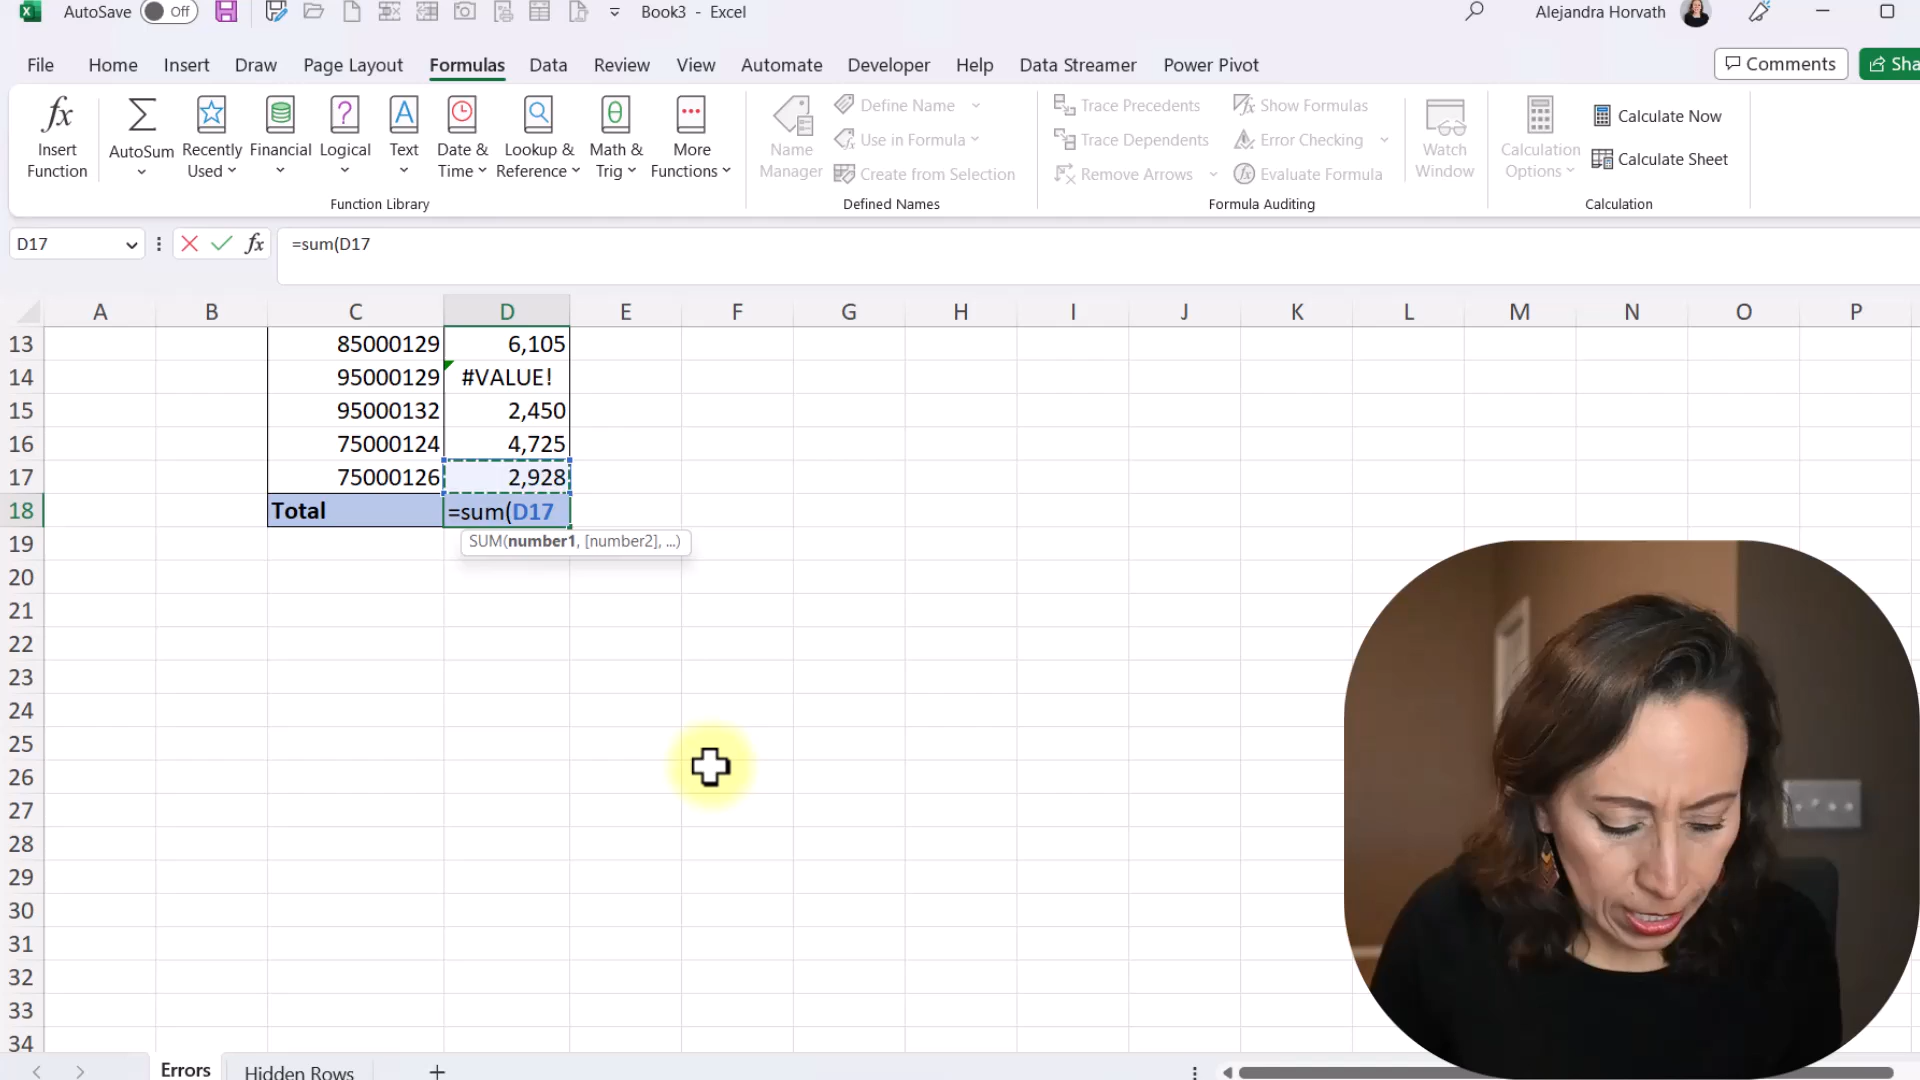 AutoSave Off Book3 - Excel Alejandra Horvath
File Home Insert Draw Page Layout Formulas Data Review View Automate Developer Help Data Streamer Power Pivot Comments Sha
fx Insert Function
AutoSum
Recently Used
Financial
Logical
Text
Date & Time
Lookup & Reference
Math & Trig
More Functions
Function Library
Name Manager
Define Name
Use in Formula
Create from Selection
Defined Names
Trace Precedents
Trace Dependents
Remove Arrows
Show Formulas
Error Checking
Evaluate Formula
Formula Auditing
Watch Window
Calculation Options
Calculate Now
Calculate Sheet
Calculation
D17 fx =sum(D17
A B C D E F G H I J K L M N O P
13 85000129 6,105
14 95000129 #VALUE!
15 95000132 2,450
16 75000124 4,725
17 75000126 2,928
18 Total =sum(D17
SUM(number1, [number2], ...)
19
20
21
22
23
24
25
26
27
28
29
30
31
32
33
34
Errors Hidden Rows